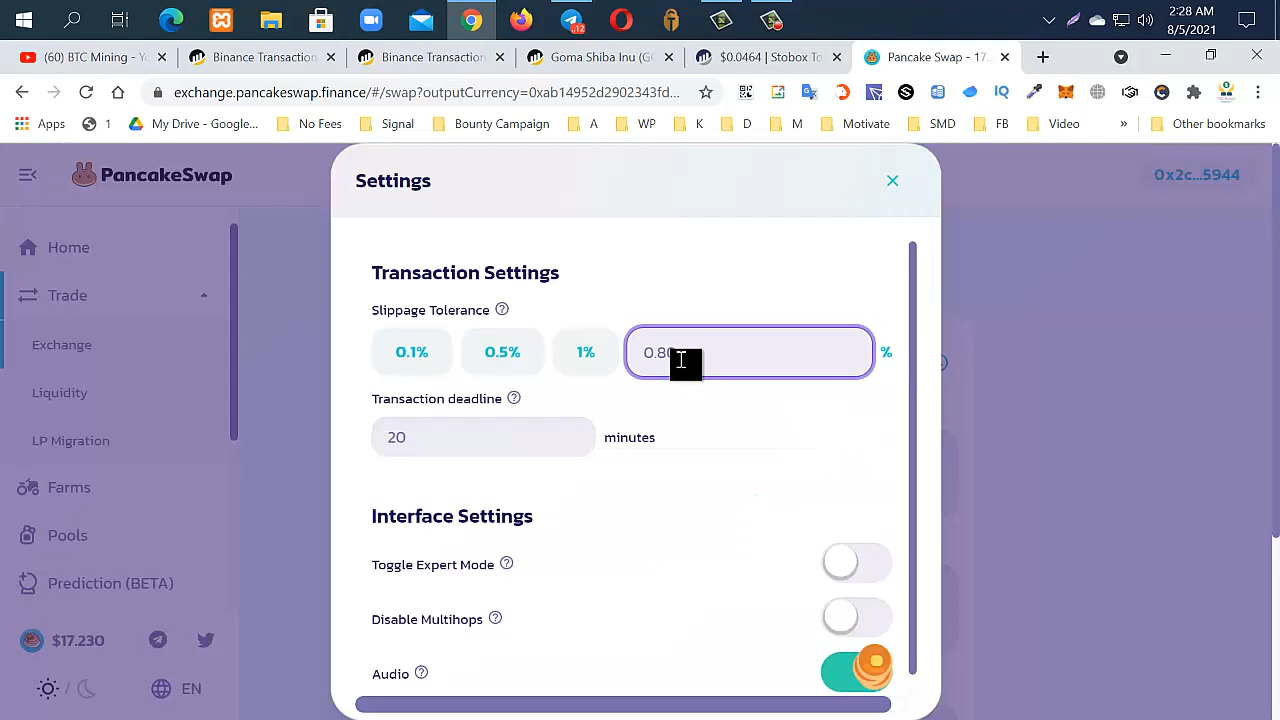 2:28 AM
8/5/2021
12
(60) BTC Mining - Y
Binance Transaction
Binance Transaction
Goma Shiba Inu (GC
$0.0464 | Stobox To
Pancake Swap - 17.
exchange.pancakeswap.finance/#/swap?outputCurrency=0xab14952d2902343fd...
Apps
1
My Drive - Google...
No Fees
Signal
Bounty Campaign
A
WP
K
D
M
Motivate
SMD
FB
Video
»
Other bookmarks
PancakeSwap
0x2c...5944
Settings
Home
Trade
Exchange
Liquidity
LP Migration
Farms
Pools
Prediction (BETA)
$17.230
EN
Transaction Settings
Slippage Tolerance
0.1%
0.5%
1%
0.80
%
Transaction deadline
20
minutes
Interface Settings
Toggle Expert Mode
Disable Multihops
Audio